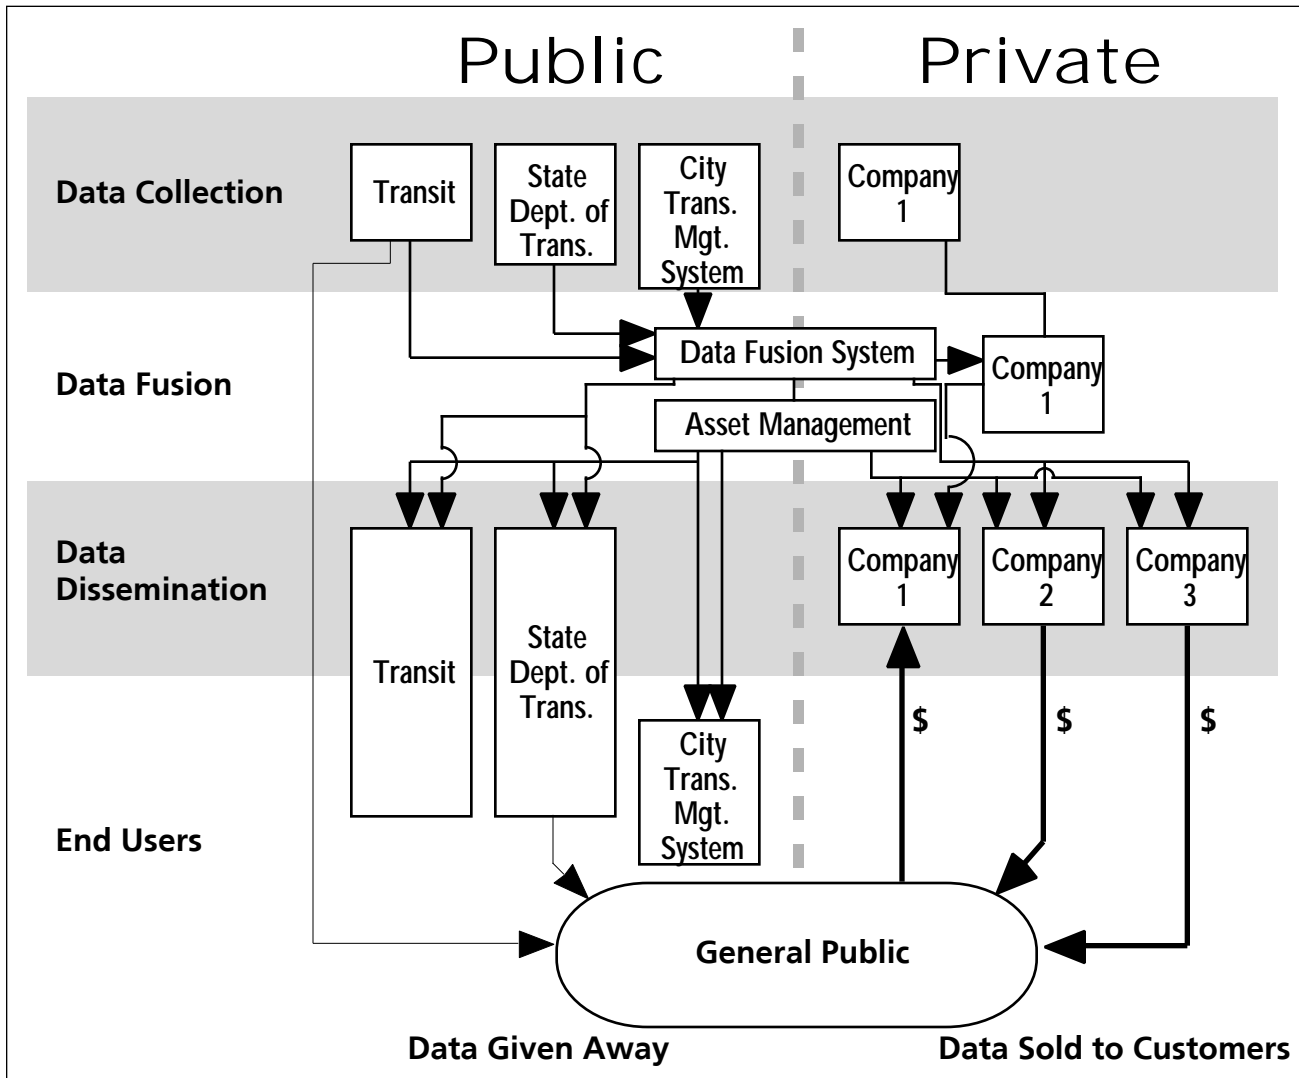 Public
Private
Data Collection
Transit
State
Dept. of
Trans.
City
Trans.
Mgt.
System
Company
1
Data Fusion
Data Fusion System
Company
1
Asset Management
Data
Dissemination
Transit
State
Dept. of
Trans.
Company
1
Company
2
Company
3
$
$
$
City
Trans.
Mgt.
System
End Users
General Public
Data Given Away
Data Sold to Customers